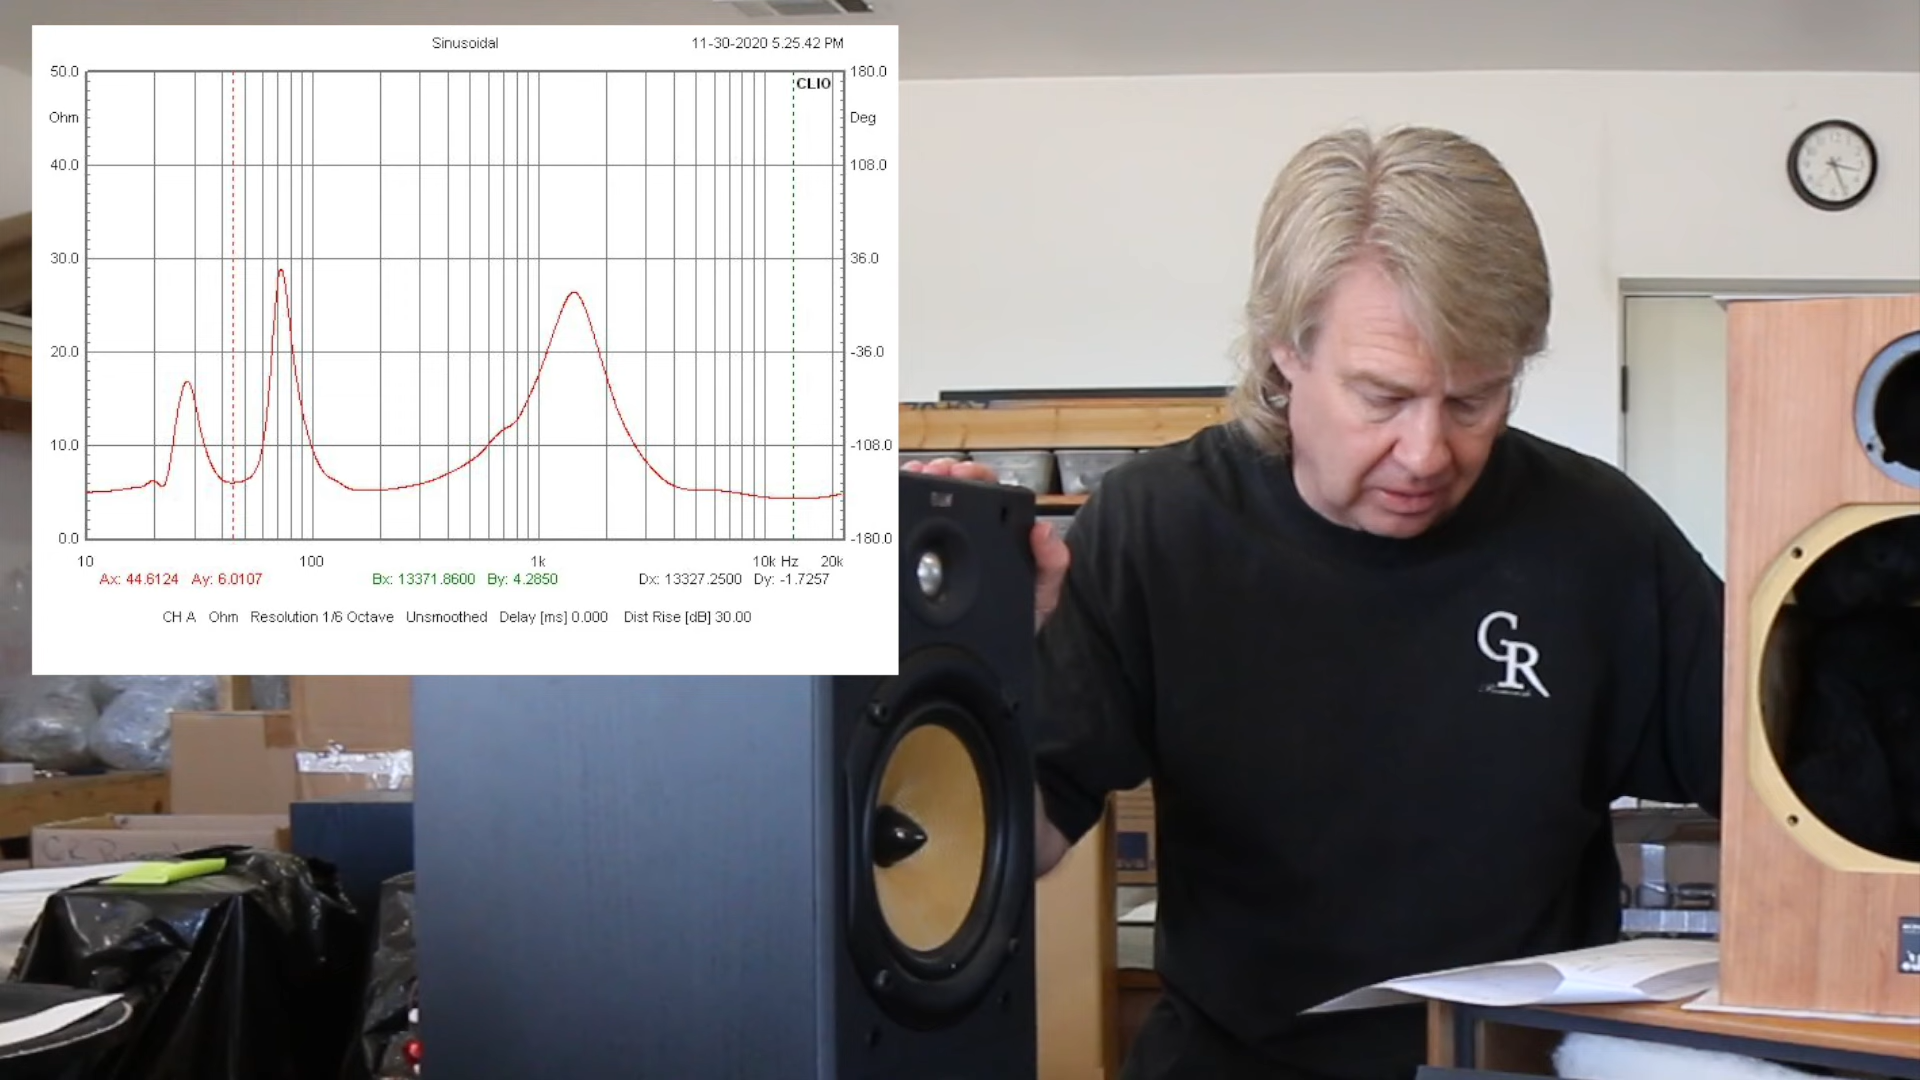 Sinusoidal 11-30-2020 5.25.42 PM
50.0 180.0
CLIO
Ohm Deg
40.0 108.0
30.0 36.0
20.0 -36.0
10.0 -108.0
0.0 -180.0
10 100 1k 10k Hz 20k
Ax: 44.6124 Ay: 6.0107 Bx: 13371.8600 By: 4.2850 Dx: 13327.2500 Dy: -1.7257
CH A Ohm Resolution 1/6 Octave Unsmoothed Delay [ms] 0.000 Dist Rise [dB] 30.00
B&W
GR